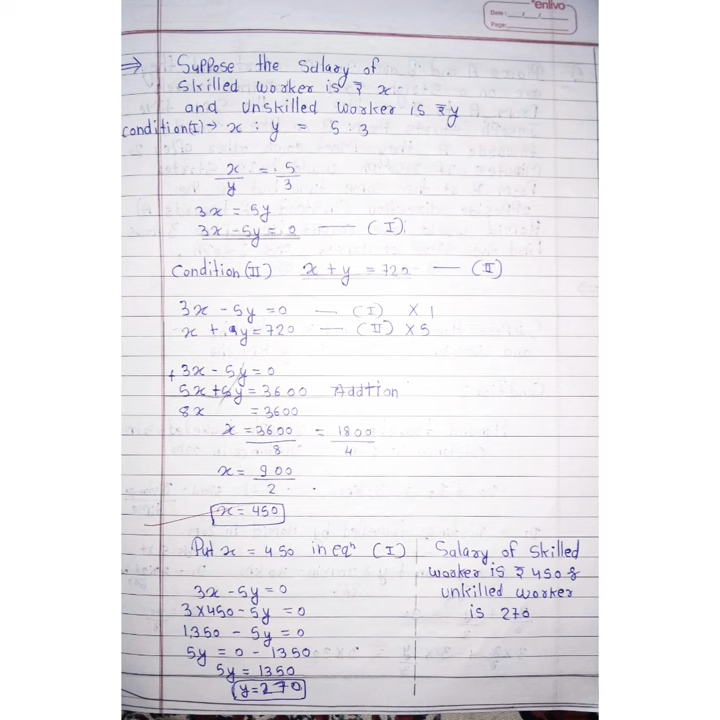 enlivo
Date:
Page:
⇒ Suppose the salary of
skilled worker is ₹ x
and unskilled worker is ₹ y
Condition(I) → x : y = 5 : 3
x/y = 5/3
3x = 5y
3x - 5y = 0 — (I)
Condition (II) x + y = 720 — (II)
3x - 5y = 0 — (I) × 1
x + y = 720 — (II) × 5
+ 3x - 5y = 0
5x + 5y = 3600 Addtion
8x = 3600
x = 3600/8 = 1800/4
x = 900/2
x = 450
Put x = 450 in eqⁿ (I)
3x - 5y = 0
3×450 - 5y = 0
1350 - 5y = 0
5y = 0 - 1350
5y = 1350
y = 270
Salary of skilled
worker is ₹ 450 &
unkilled worker
is 270